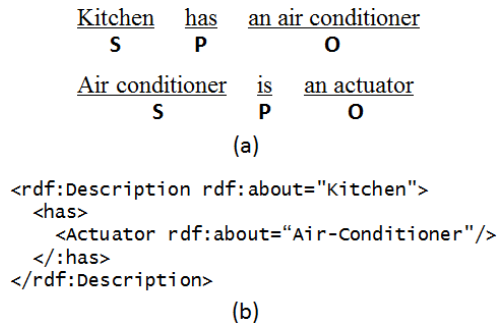 Kitchen has an air conditioner
S P O
Air conditioner is an actuator
S P O
(a)
<rdf:Description rdf:about="Kitchen">
  <has>
    <Actuator rdf:about=“Air-Conditioner"/>
  </:has>
</rdf:Description>
(b)